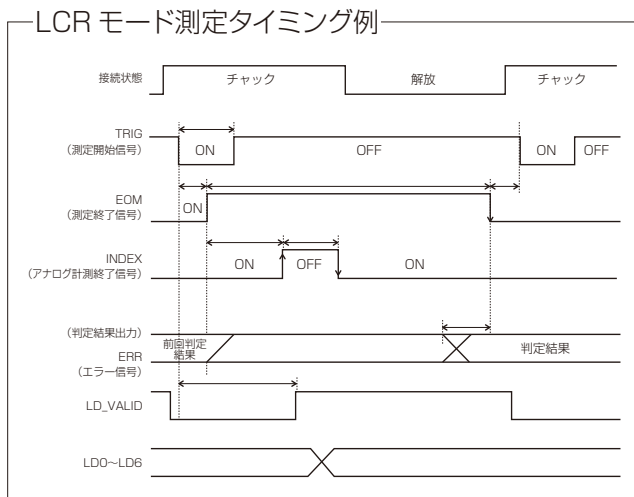 LCR モード測定タイミング例
接続状態
チャック
解放
チャック
TRIG
（測定開始信号）
ON
OFF
ON
OFF
EOM
（測定終了信号）
ON
INDEX
（アナログ計測終了信号）
ON
OFF
ON
（判定結果出力）
ERR
（エラー信号）
前回判定
結果
判定結果
LD_VALID
LD0～LD6